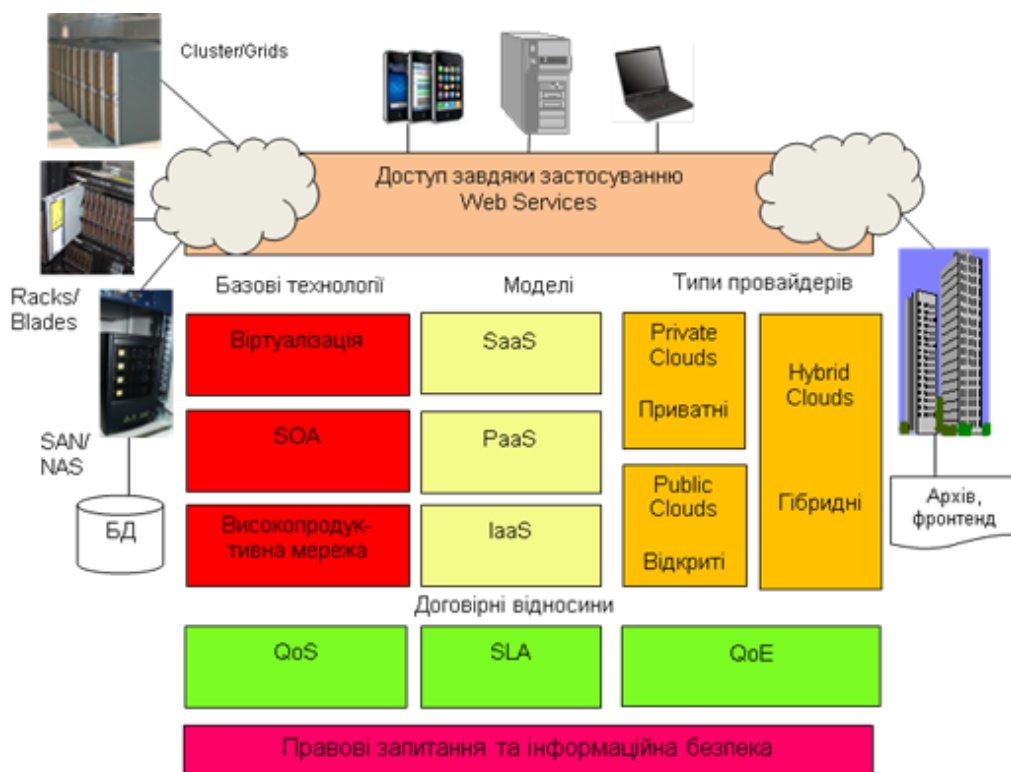 Cluster/Grids
Доступ завдяки застосуванню
Web Services
Racks/
Blades
SAN/
NAS
БД
Базові технології
Моделі
Типи провайдерів
Віртуалізація
SaaS
Private
Clouds
Приватні
Hybrid
Clouds
Гібридні
SOA
PaaS
Високопродук-
тивна мережа
IaaS
Public
Clouds
Відкриті
Архів,
фронтенд
Договірні відносини
QoS
SLA
QoE
Правові запитання та інформаційна безпека